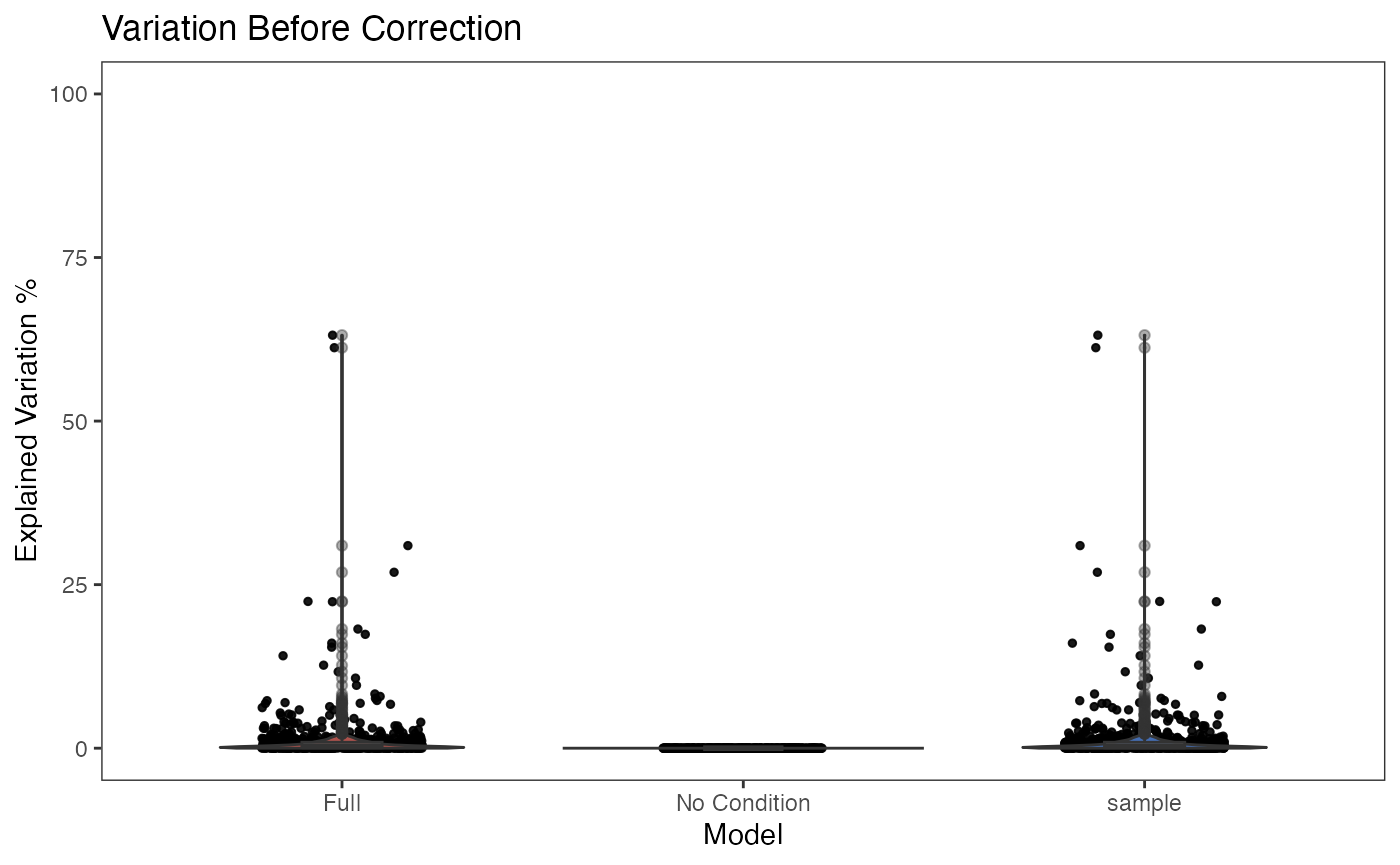 Variation Before Correction
Explained Variation %
100
75
50
25
0
Full
No Condition
sample
Model